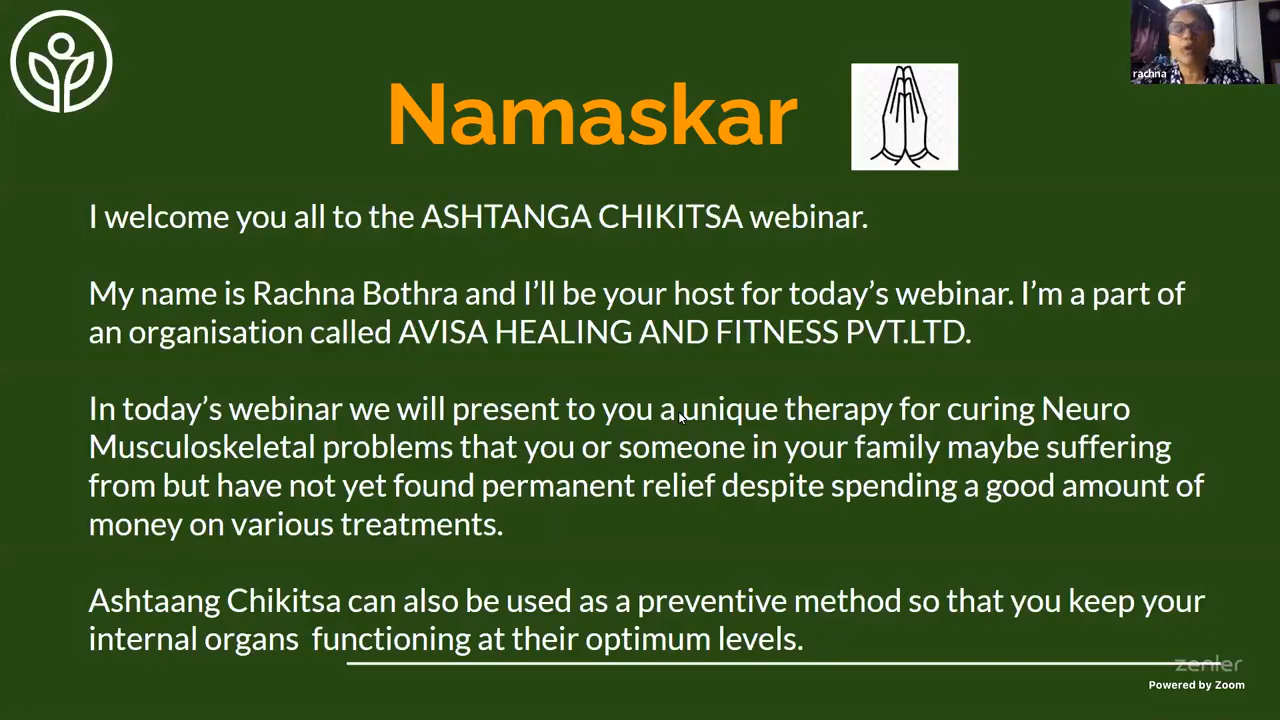 Namaskar
rachna
I welcome you all to the ASHTANGA CHIKITSA webinar.
My name is Rachna Bothra and I’ll be your host for today’s webinar. I’m a part of
an organisation called AVISA HEALING AND FITNESS PVT.LTD.
In today’s webinar we will present to you a unique therapy for curing Neuro
Musculoskeletal problems that you or someone in your family maybe suffering
from but have not yet found permanent relief despite spending a good amount of
money on various treatments.
Ashtaang Chikitsa can also be used as a preventive method so that you keep your
internal organs functioning at their optimum levels.
zenler
Powered by Zoom